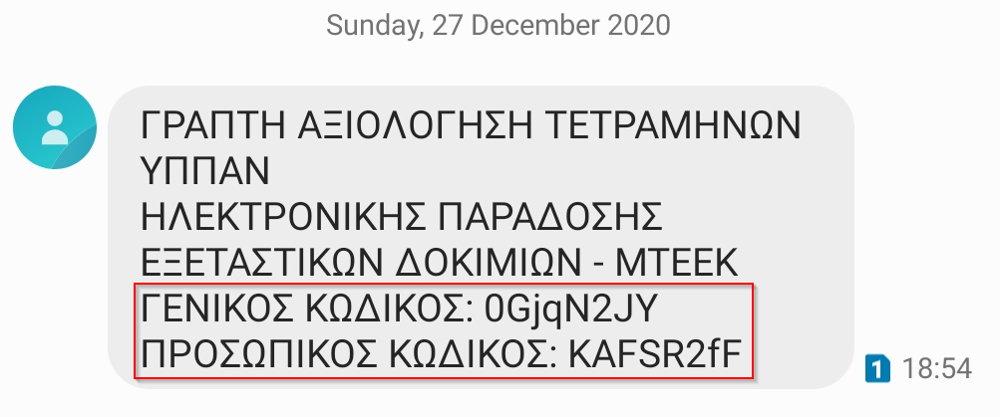 Sunday, 27 December 2020
ΓΡΑΠΤΗ ΑΞΙΟΛΟΓΗΣΗ ΤΕΤΡΑΜΗΝΩΝ
ΥΠΠΑΝ
ΗΛΕΚΤΡΟΝΙΚΗΣ ΠΑΡΑΔΟΣΗΣ
ΕΞΕΤΑΣΤΙΚΩΝ ΔΟΚΙΜΙΩΝ - ΜΤΕΕΚ
ΓΕΝΙΚΟΣ ΚΩΔΙΚΟΣ: 0GjqN2JY
ΠΡΟΣΩΠΙΚΟΣ ΚΩΔΙΚΟΣ: KAFSR2fF
1 18:54